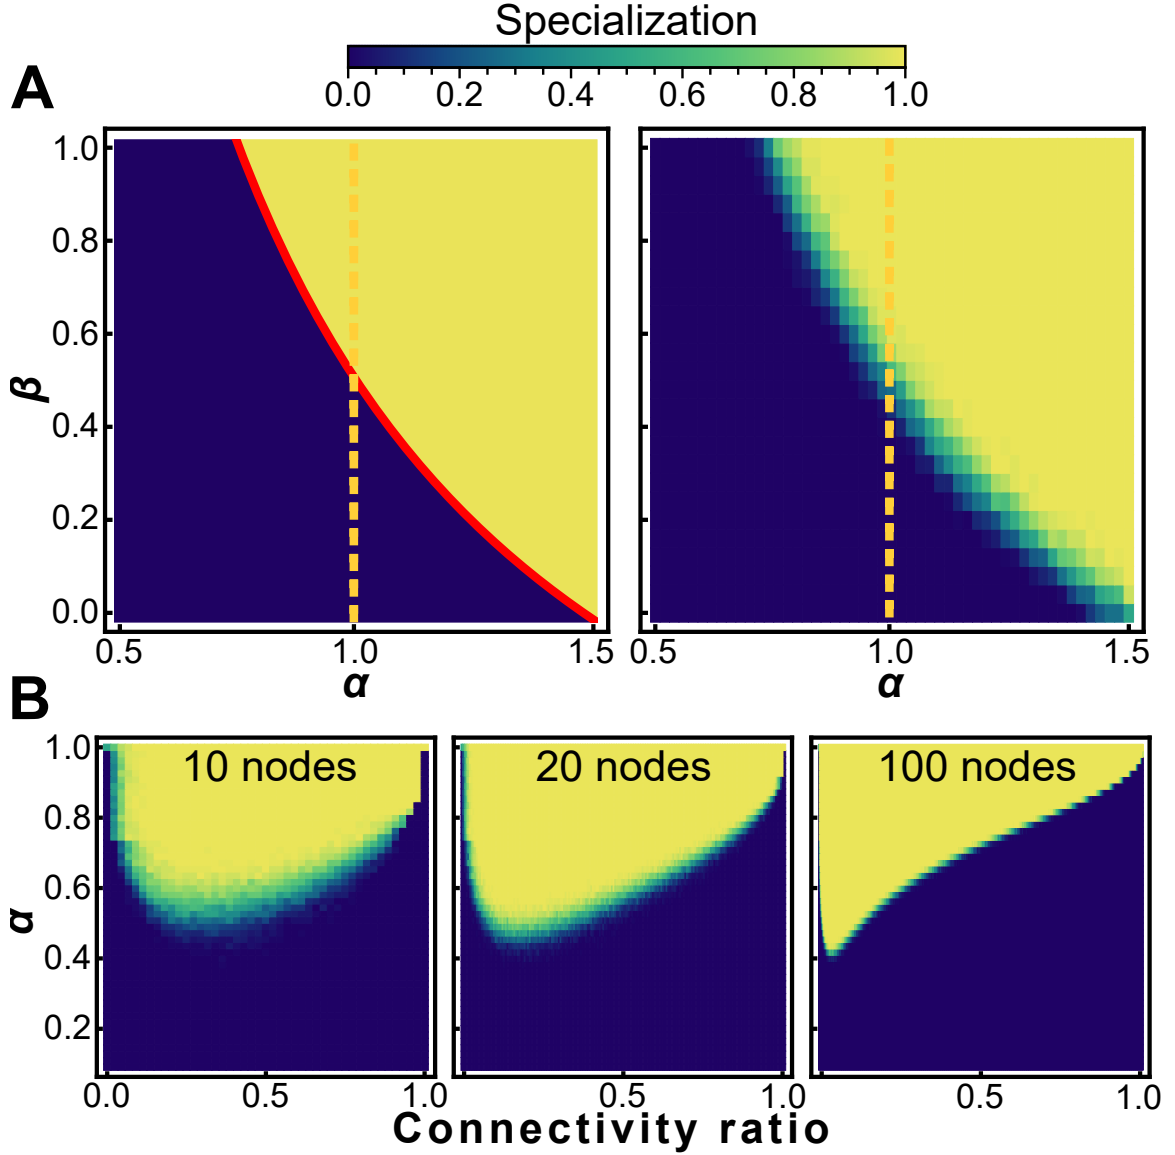 Specialization
0.0 0.2 0.4 0.6 0.8 1.0
A
1.0
0.8
0.6
0.4
0.2
0.0
β
0.5 1.0 1.5
α
0.5 1.0 1.5
α
B
10 nodes
20 nodes
100 nodes
1.0
0.8
0.6
0.4
0.2
α
0.0 0.5 1.0
0.5 1.0
0.5 1.0
Connectivity ratio